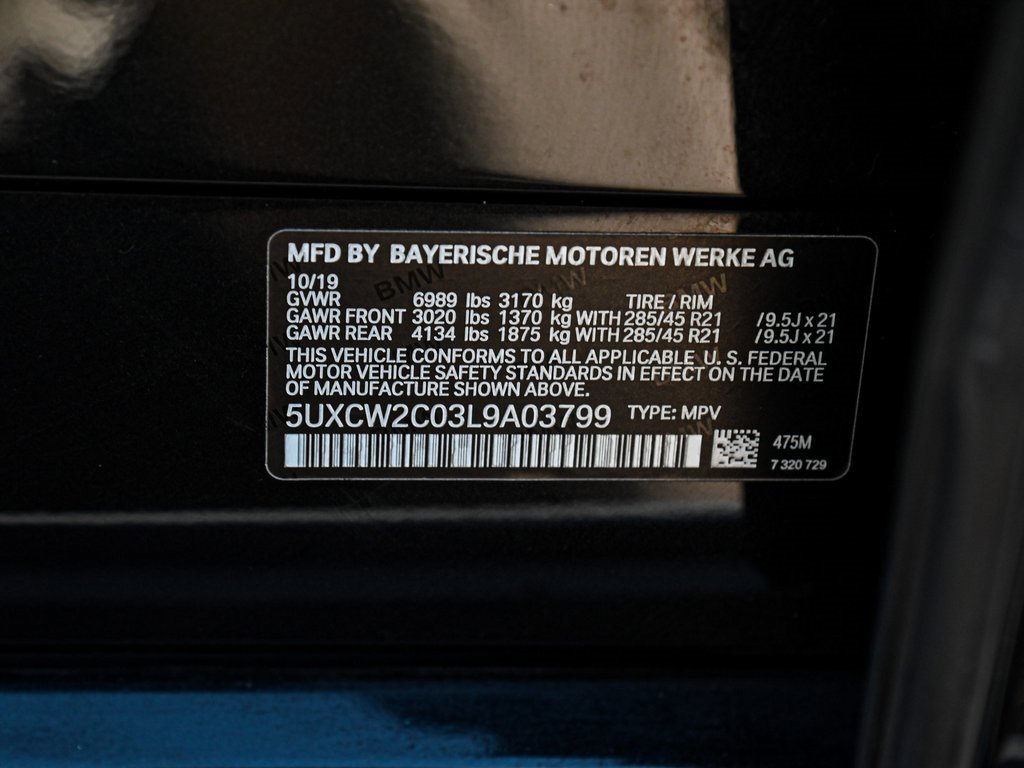 MFD BY BAYERISCHE MOTOREN WERKE AG
10/19
GVWR 6989 lbs 3170 kg TIRE / RIM
GAWR FRONT 3020 lbs 1370 kg WITH 285/45 R21 /9.5J x 21
GAWR REAR 4134 lbs 1875 kg WITH 285/45 R21 /9.5J x 21
THIS VEHICLE CONFORMS TO ALL APPLICABLE U. S. FEDERAL
MOTOR VEHICLE SAFETY STANDARDS IN EFFECT ON THE DATE
OF MANUFACTURE SHOWN ABOVE.
5UXCW2C03L9A03799 TYPE: MPV
475M
7 320 729